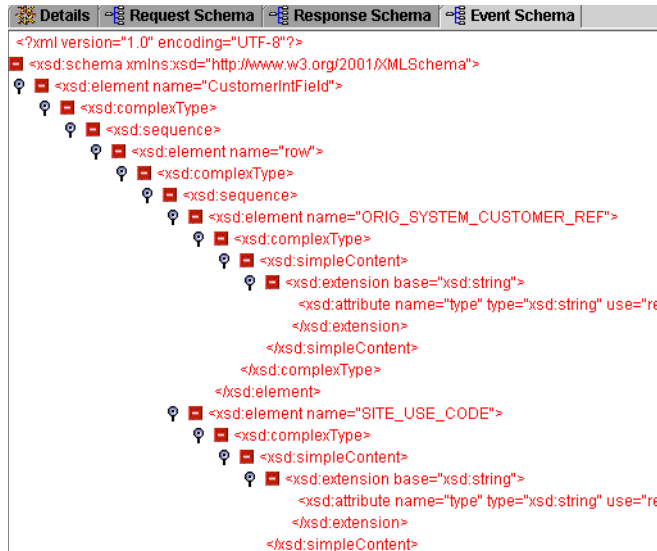 Details Request Schema Response Schema Event Schema
<?xml version="1.0" encoding="UTF-8"?>
<xsd:schema xmlns:xsd="http://www.w3.org/2001/XMLSchema">
<xsd:element name="CustomerIntField">
<xsd:complexType>
<xsd:sequence>
<xsd:element name="row">
<xsd:complexType>
<xsd:sequence>
<xsd:element name="ORIG_SYSTEM_CUSTOMER_REF">
<xsd:complexType>
<xsd:simpleContent>
<xsd:extension base="xsd:string">
<xsd:attribute name="type" type="xsd:string" use="re
</xsd:extension>
</xsd:simpleContent>
</xsd:complexType>
</xsd:element>
<xsd:element name="SITE_USE_CODE">
<xsd:complexType>
<xsd:simpleContent>
<xsd:extension base="xsd:string">
<xsd:attribute name="type" type="xsd:string" use="re
</xsd:extension>
</xsd:simpleContent>